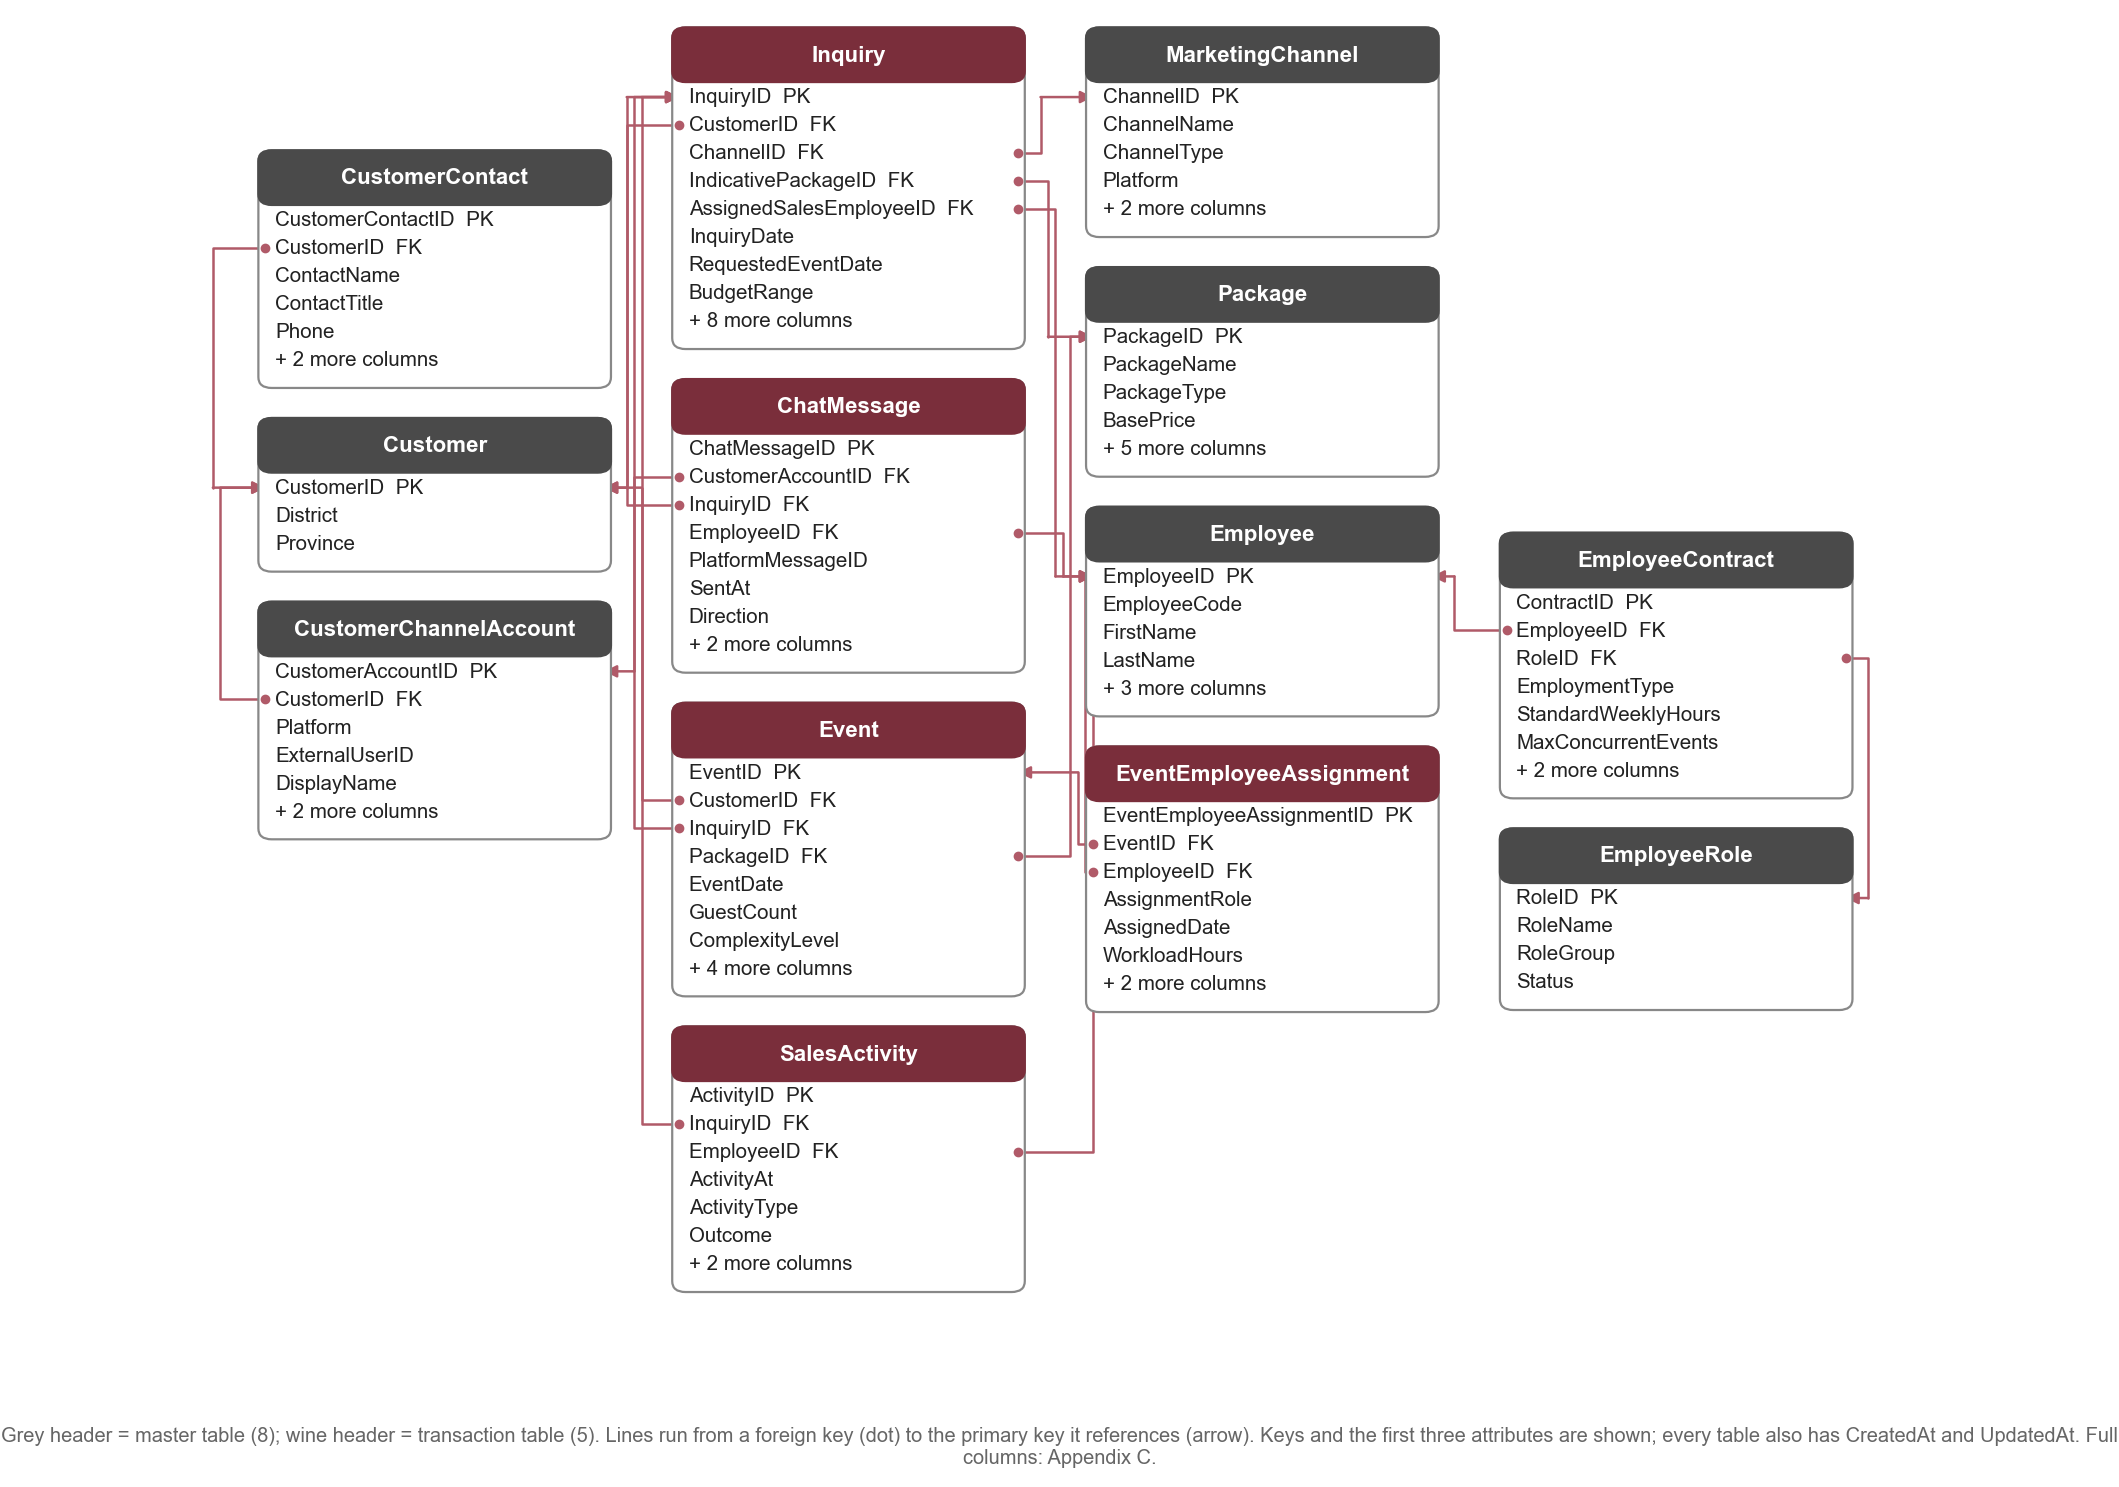 Inquiry
InquiryID PK
CustomerID FK
ChannelID FK
IndicativePackageID FK
AssignedSalesEmployeeID FK
InquiryDate
RequestedEventDate
BudgetRange
+ 8 more columns
MarketingChannel
ChannelID PK
ChannelName
ChannelType
Platform
+ 2 more columns
CustomerContact
CustomerContactID PK
CustomerID FK
ContactName
ContactTitle
Phone
+ 2 more columns
Package
PackageID PK
PackageName
PackageType
BasePrice
+ 5 more columns
ChatMessage
ChatMessageID PK
CustomerAccountID FK
InquiryID FK
EmployeeID FK
PlatformMessageID
SentAt
Direction
+ 2 more columns
Customer
CustomerID PK
District
Province
Employee
EmployeeID PK
EmployeeCode
FirstName
LastName
+ 3 more columns
EmployeeContract
ContractID PK
EmployeeID FK
RoleID FK
EmploymentType
StandardWeeklyHours
MaxConcurrentEvents
+ 2 more columns
CustomerChannelAccount
CustomerAccountID PK
CustomerID FK
Platform
ExternalUserID
DisplayName
+ 2 more columns
Event
EventID PK
CustomerID FK
InquiryID FK
PackageID FK
EventDate
GuestCount
ComplexityLevel
+ 4 more columns
EventEmployeeAssignment
EventEmployeeAssignmentID PK
EventID FK
EmployeeID FK
AssignmentRole
AssignedDate
WorkloadHours
+ 2 more columns
EmployeeRole
RoleID PK
RoleName
RoleGroup
Status
SalesActivity
ActivityID PK
InquiryID FK
EmployeeID FK
ActivityAt
ActivityType
Outcome
+ 2 more columns
Grey header = master table (8); wine header = transaction table (5). Lines run from a foreign key (dot) to the primary key it references (arrow). Keys and the first three attributes are shown; every table also has CreatedAt and UpdatedAt. Full
columns: Appendix C.